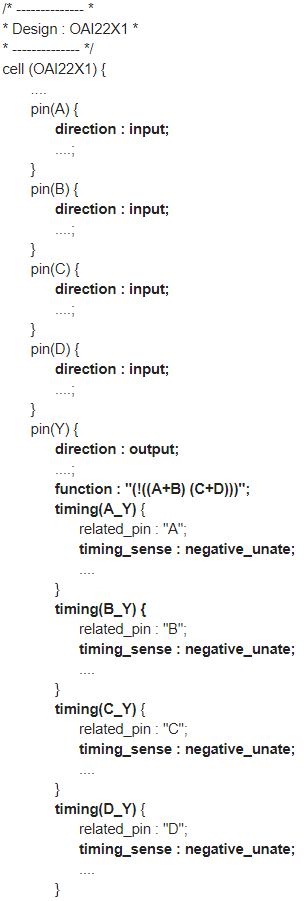 /* -------------- *
* Design : OAI22X1 *
* -------------- */
cell (OAI22X1) {
....
pin(A) {
direction : input;
....;
}
pin(B) {
direction : input;
....;
}
pin(C) {
direction : input;
....;
}
pin(D) {
direction : input;
....;
}
pin(Y) {
direction : output;
....;
function : "(!((A+B) (C+D)))";
timing(A_Y) {
related_pin : "A";
timing_sense : negative_unate;
....
}
timing(B_Y) {
related_pin : "B";
timing_sense : negative_unate;
....
}
timing(C_Y) {
related_pin : "C";
timing_sense : negative_unate;
....
}
timing(D_Y) {
related_pin : "D";
timing_sense : negative_unate;
....
}